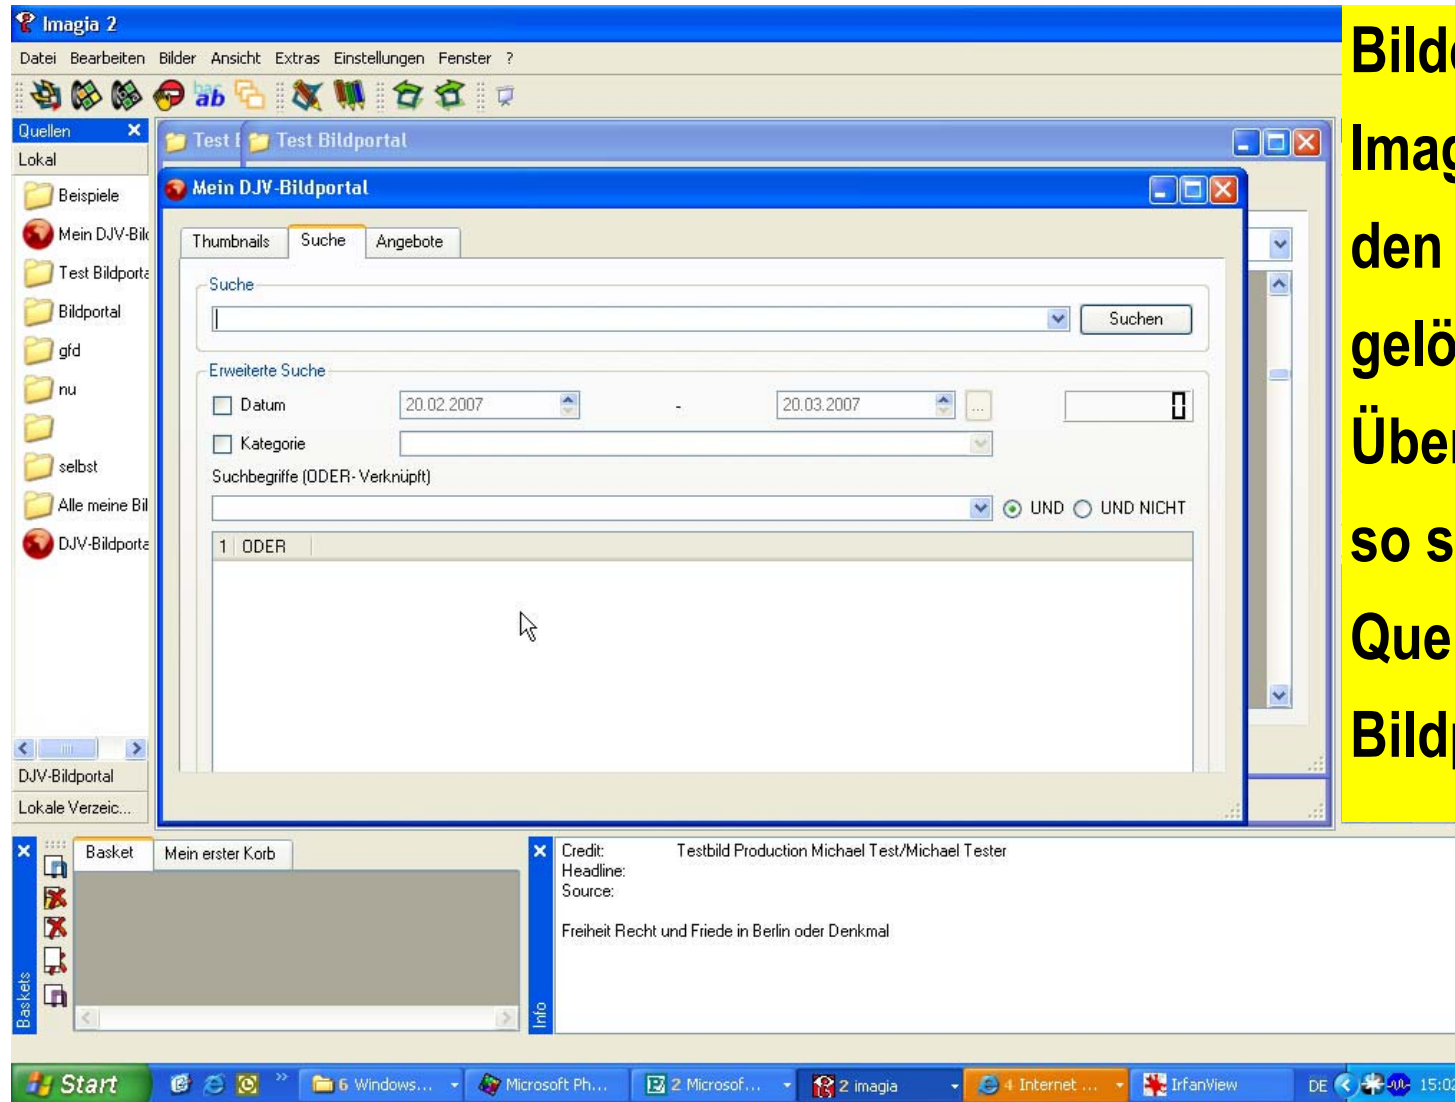 Imagia 2
Datei Bearbeiten Bilder Ansicht Extras Einstellungen Fenster ?
bac
ab
Quellen
Lokal
Beispiele
Mein DJV-Bild
Test Bildporta
Bildportal
gfd
nu
selbst
Alle meine Bil
DJV-Bildporta
DJV-Bildportal
Lokale Verzeic...
Test B
Test Bildportal
Mein DJV-Bildportal
Thumbnails Suche Angebote
Suche
Suchen
Erweiterte Suche
Datum 20.02.2007 - 20.03.2007 ... 0
Kategorie
Suchbegriffe (ODER- Verknüpft)
UND UND NICHT
1 ODER
Baskets
Basket Mein erster Korb
Info
Credit: Testbild Production Michael Test/Michael Tester
Headline:
Source:
Freiheit Recht und Friede in Berlin oder Denkmal
Bild
Imag
den
gelö
Über
so s
Que
Bildp
Start 6 Windows... Microsoft Ph... 2 Microsof... 2 imagia 4 Internet ... IrfanView DE 15:02